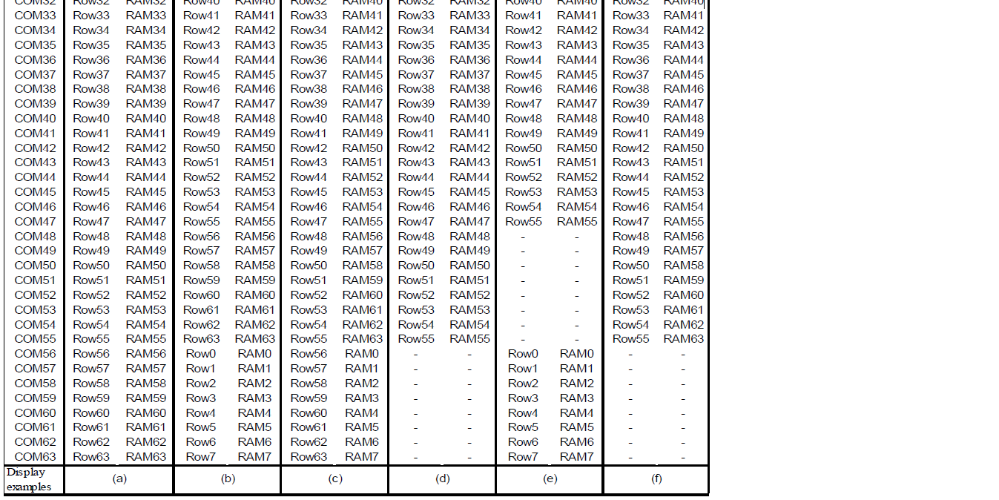 COM32 Row32 RAM32 Row40 RAM40 Row32 RAM40 Row32 RAM32 Row40 RAM40 Row32 RAM40
COM33 Row33 RAM33 Row41 RAM41 Row33 RAM41 Row33 RAM33 Row41 RAM41 Row33 RAM41
COM34 Row34 RAM34 Row42 RAM42 Row34 RAM42 Row34 RAM34 Row42 RAM42 Row34 RAM42
COM35 Row35 RAM35 Row43 RAM43 Row35 RAM43 Row35 RAM35 Row43 RAM43 Row35 RAM43
COM36 Row36 RAM36 Row44 RAM44 Row36 RAM44 Row36 RAM36 Row44 RAM44 Row36 RAM44
COM37 Row37 RAM37 Row45 RAM45 Row37 RAM45 Row37 RAM37 Row45 RAM45 Row37 RAM45
COM38 Row38 RAM38 Row46 RAM46 Row38 RAM46 Row38 RAM38 Row46 RAM46 Row38 RAM46
COM39 Row39 RAM39 Row47 RAM47 Row39 RAM47 Row39 RAM39 Row47 RAM47 Row39 RAM47
COM40 Row40 RAM40 Row48 RAM48 Row40 RAM48 Row40 RAM40 Row48 RAM48 Row40 RAM48
COM41 Row41 RAM41 Row49 RAM49 Row41 RAM49 Row41 RAM41 Row49 RAM49 Row41 RAM49
COM42 Row42 RAM42 Row50 RAM50 Row42 RAM50 Row42 RAM42 Row50 RAM50 Row42 RAM50
COM43 Row43 RAM43 Row51 RAM51 Row43 RAM51 Row43 RAM43 Row51 RAM51 Row43 RAM51
COM44 Row44 RAM44 Row52 RAM52 Row44 RAM52 Row44 RAM44 Row52 RAM52 Row44 RAM52
COM45 Row45 RAM45 Row53 RAM53 Row45 RAM53 Row45 RAM45 Row53 RAM53 Row45 RAM53
COM46 Row46 RAM46 Row54 RAM54 Row46 RAM54 Row46 RAM46 Row54 RAM54 Row46 RAM54
COM47 Row47 RAM47 Row55 RAM55 Row47 RAM55 Row47 RAM47 Row55 RAM55 Row47 RAM55
COM48 Row48 RAM48 Row56 RAM56 Row48 RAM56 Row48 RAM48 - - Row48 RAM56
COM49 Row49 RAM49 Row57 RAM57 Row49 RAM57 Row49 RAM49 - - Row49 RAM57
COM50 Row50 RAM50 Row58 RAM58 Row50 RAM58 Row50 RAM50 - - Row50 RAM58
COM51 Row51 RAM51 Row59 RAM59 Row51 RAM59 Row51 RAM51 - - Row51 RAM59
COM52 Row52 RAM52 Row60 RAM60 Row52 RAM60 Row52 RAM52 - - Row52 RAM60
COM53 Row53 RAM53 Row61 RAM61 Row53 RAM61 Row53 RAM53 - - Row53 RAM61
COM54 Row54 RAM54 Row62 RAM62 Row54 RAM62 Row54 RAM54 - - Row54 RAM62
COM55 Row55 RAM55 Row63 RAM63 Row55 RAM63 Row55 RAM55 - - Row55 RAM63
COM56 Row56 RAM56 Row0 RAM0 Row56 RAM0 - - Row0 RAM0 - -
COM57 Row57 RAM57 Row1 RAM1 Row57 RAM1 - - Row1 RAM1 - -
COM58 Row58 RAM58 Row2 RAM2 Row58 RAM2 - - Row2 RAM2 - -
COM59 Row59 RAM59 Row3 RAM3 Row59 RAM3 - - Row3 RAM3 - -
COM60 Row60 RAM60 Row4 RAM4 Row60 RAM4 - - Row4 RAM4 - -
COM61 Row61 RAM61 Row5 RAM5 Row61 RAM5 - - Row5 RAM5 - -
COM62 Row62 RAM62 Row6 RAM6 Row62 RAM6 - - Row6 RAM6 - -
COM63 Row63 RAM63 Row7 RAM7 Row63 RAM7 - - Row7 RAM7 - -
Display
examples (a) (b) (c) (d) (e) (f)